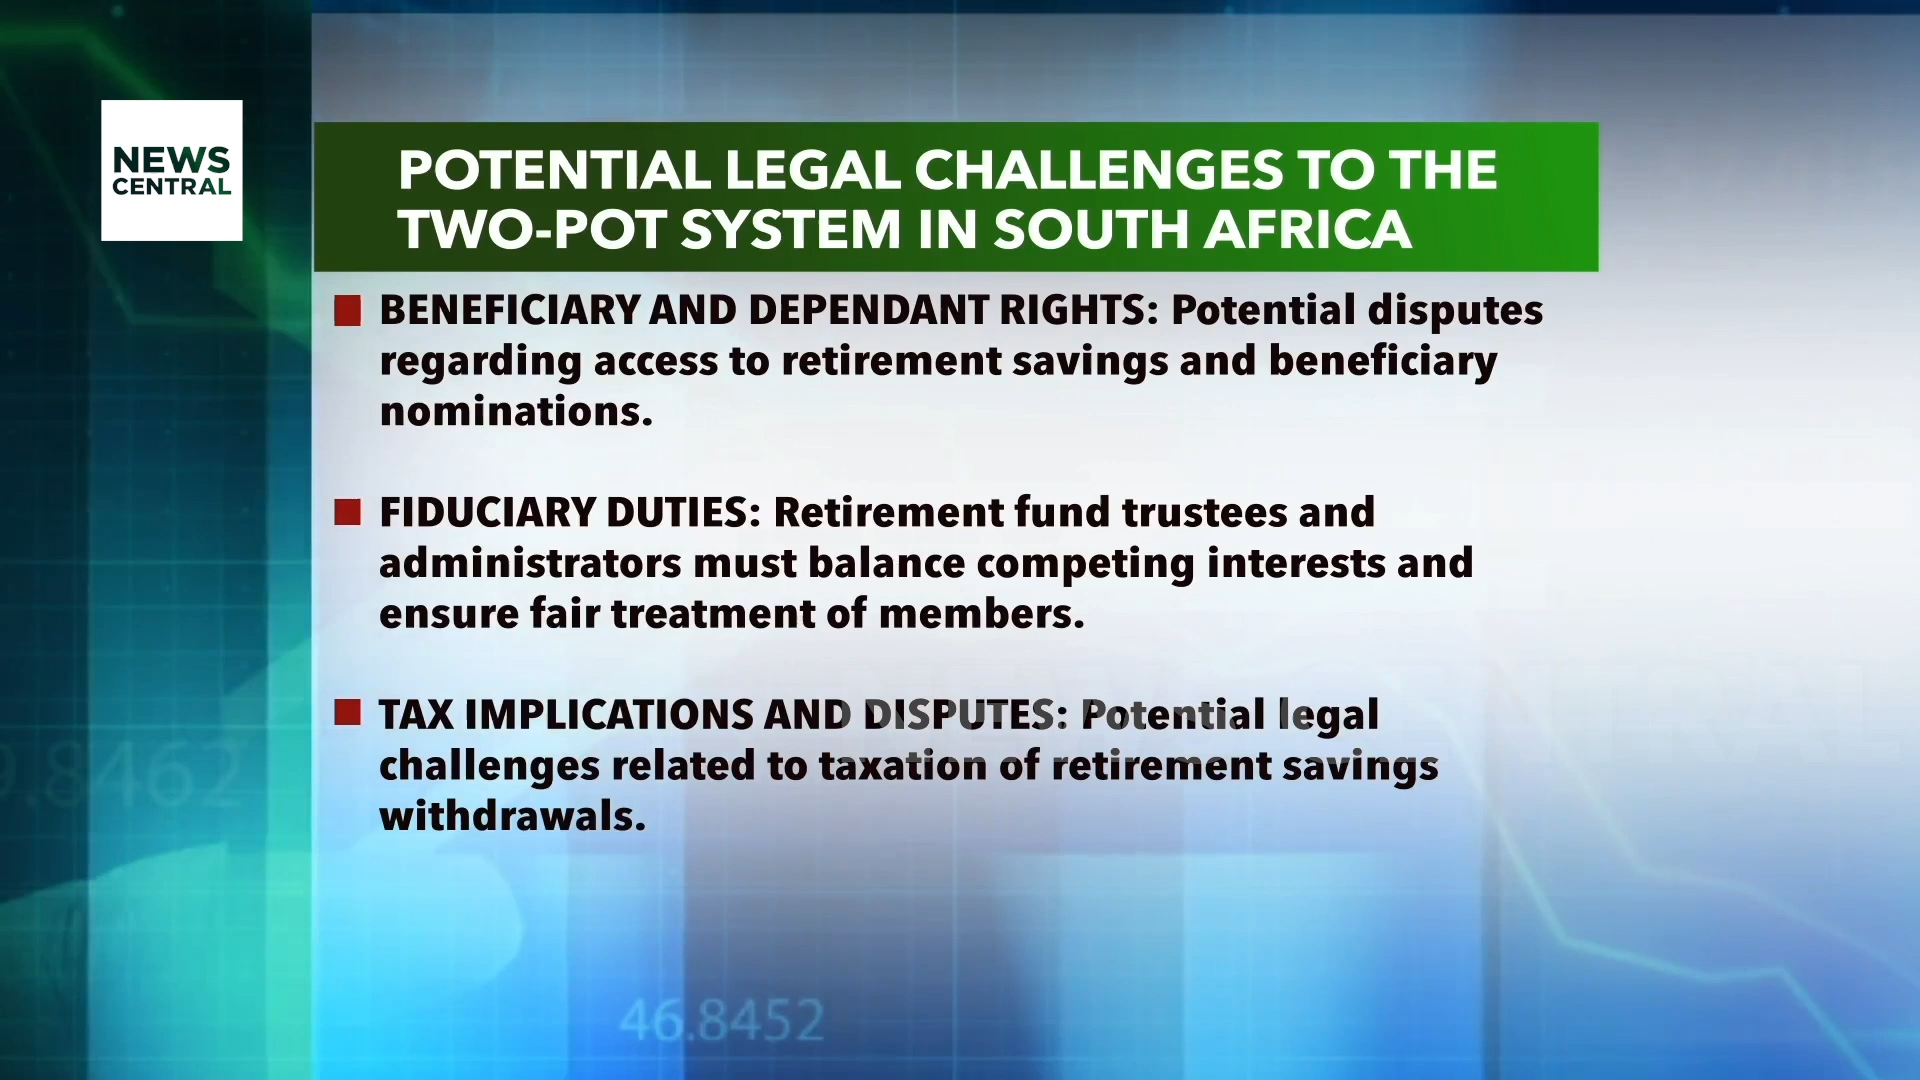 NEWS
CENTRAL
POTENTIAL LEGAL CHALLENGES TO THE
TWO-POT SYSTEM IN SOUTH AFRICA
BENEFICIARY AND DEPENDANT RIGHTS: Potential disputes
regarding access to retirement savings and beneficiary
nominations.
FIDUCIARY DUTIES: Retirement fund trustees and
administrators must balance competing interests and
ensure fair treatment of members.
TAX IMPLICATIONS AND DISPUTES: Potential legal
challenges related to taxation of retirement savings
withdrawals.
9.8462
46.8452